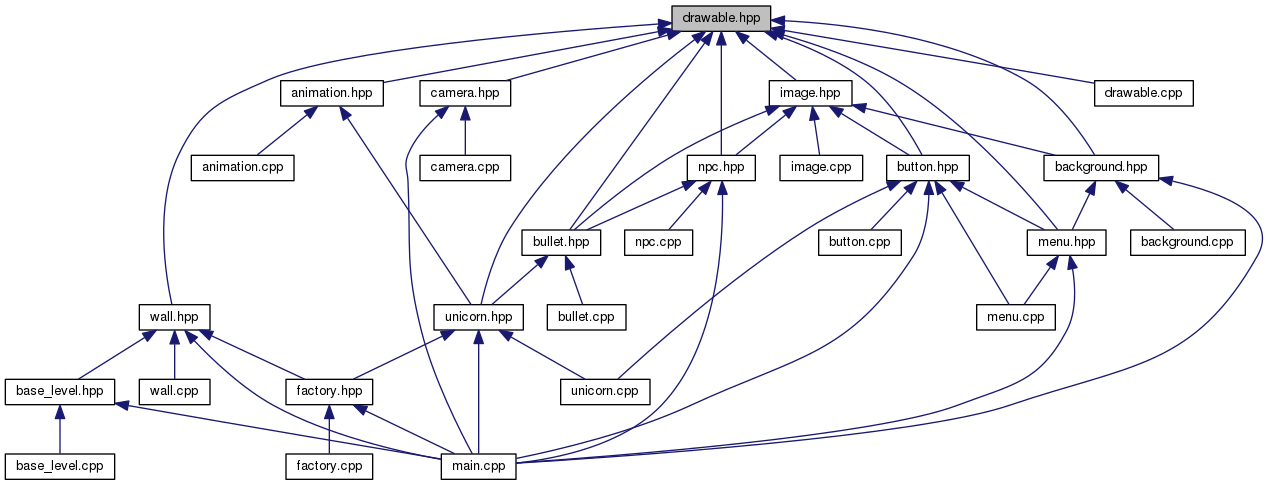 drawable.hpp
animation.hpp
camera.hpp
image.hpp
drawable.cpp
animation.cpp
camera.cpp
npc.hpp
image.cpp
button.hpp
background.hpp
bullet.hpp
npc.cpp
button.cpp
menu.hpp
background.cpp
wall.hpp
unicorn.hpp
bullet.cpp
menu.cpp
base_level.hpp
wall.cpp
factory.hpp
unicorn.cpp
base_level.cpp
factory.cpp
main.cpp